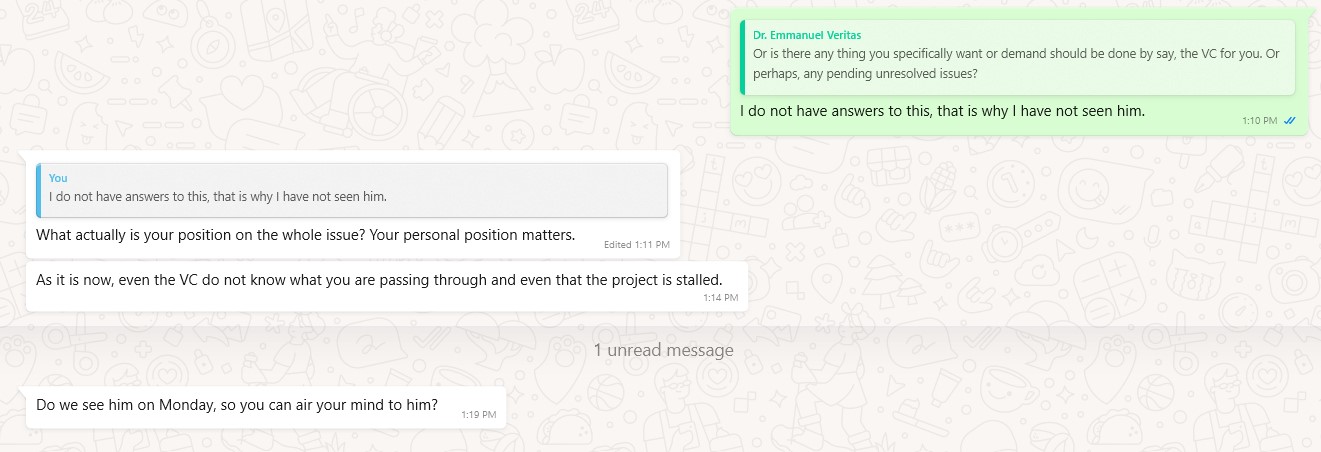 Dr. Emmanuel Veritas
Or is there any thing you specifically want or demand should be done by say, the VC for you. Or
perhaps, any pending unresolved issues?
I do not have answers to this, that is why I have not seen him.
1:10 PM
You
I do not have answers to this, that is why I have not seen him.
What actually is your position on the whole issue? Your personal position matters.
Edited 1:11 PM
As it is now, even the VC do not know what you are passing through and even that the project is stalled.
1:14 PM
1 unread message
Do we see him on Monday, so you can air your mind to him?
1:19 PM